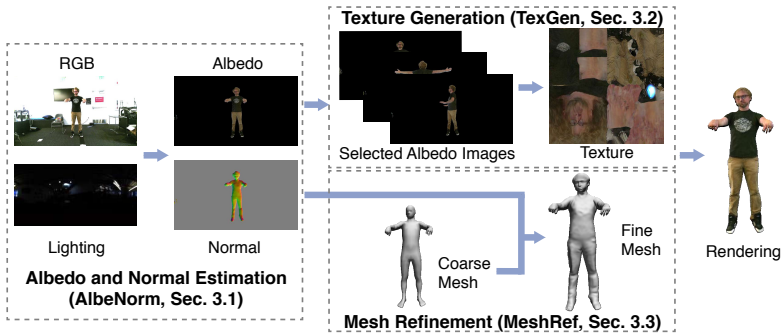 Texture Generation (TexGen, Sec. 3.2)
RGB
Albedo
Selected Albedo Images
Texture
Lighting
Normal
Albedo and Normal Estimation
(AlbeNorm, Sec. 3.1)
Coarse
Mesh
Fine
Mesh
Mesh Refinement (MeshRef, Sec. 3.3)
Rendering